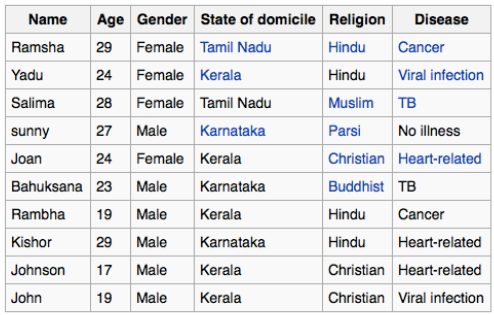 Name Age Gender State of domicile Religion Disease
Ramsha 29 Female Tamil Nadu Hindu Cancer
Yadu 24 Female Kerala Hindu Viral infection
Salima 28 Female Tamil Nadu Muslim TB
sunny 27 Male Karnataka Parsi No illness
Joan 24 Female Kerala Christian Heart-related
Bahuksana 23 Male Karnataka Buddhist TB
Rambha 19 Male Kerala Hindu Cancer
Kishor 29 Male Karnataka Hindu Heart-related
Johnson 17 Male Kerala Christian Heart-related
John 19 Male Kerala Christian Viral infection